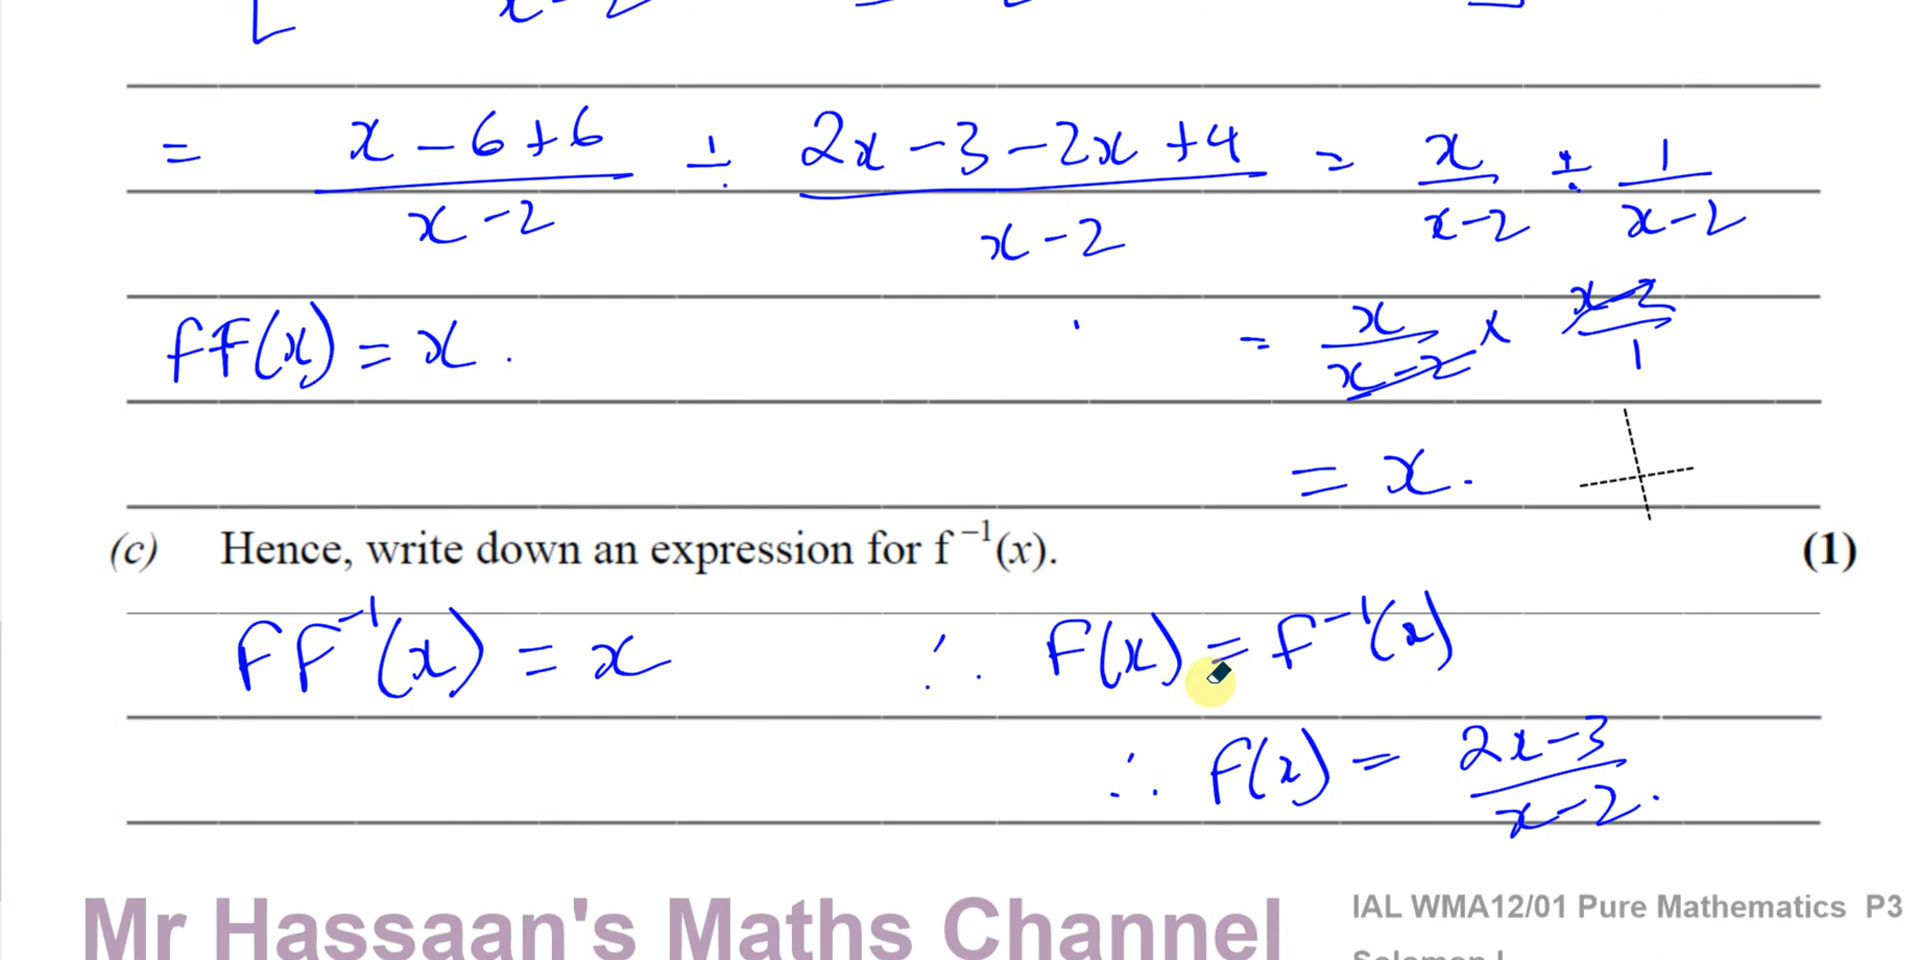 = x - 6 + 6 / x - 2 ÷ 2x - 3 - 2x + 4 / x - 2 = x / x - 2 ÷ 1 / x - 2
fF(x) = x. = x / x - 2 × x - 2 / 1
= x.
(c) Hence, write down an expression for f⁻¹(x). (1)
FF⁻¹(x) = x ∴ F(x) = f⁻¹(x)
∴ f(x) = 2x - 3 / x - 2.
Mr Hassaan's Maths Channel
IAL WMA12/01 Pure Mathematics P3